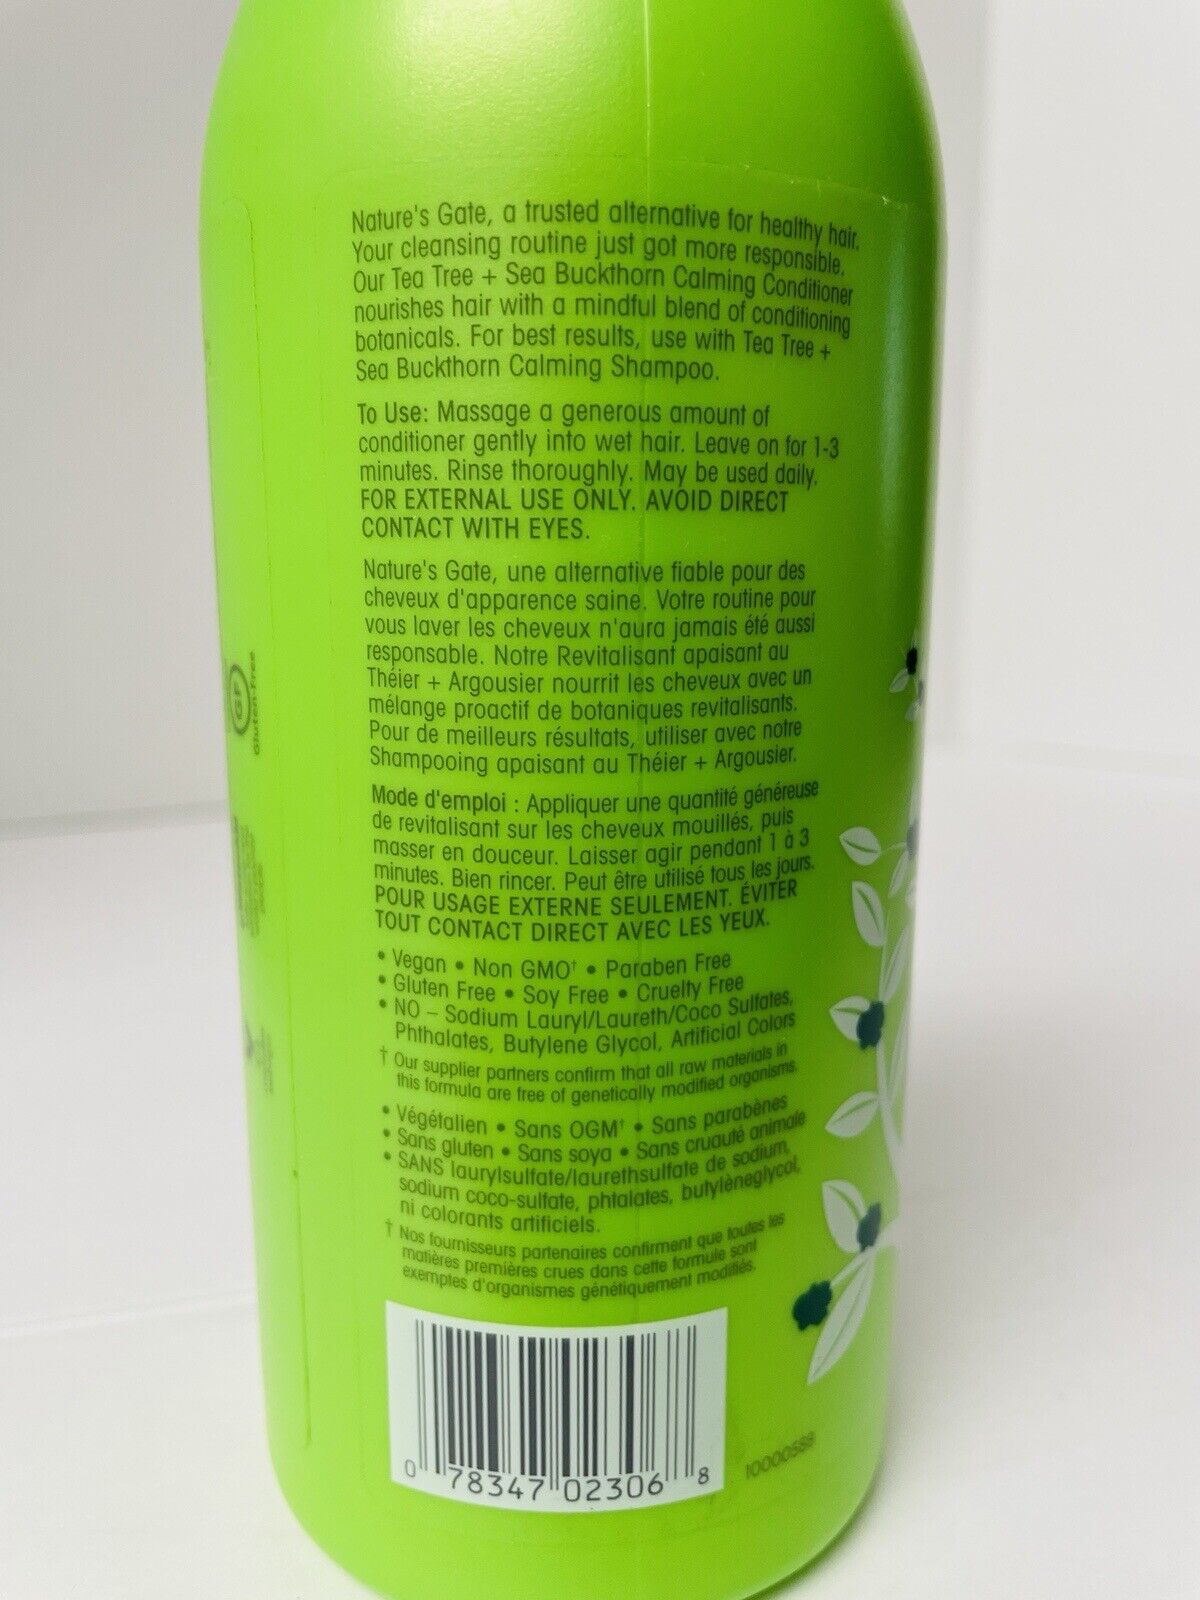 Nature's Gate, a trusted alternative for healthy hair.
Your cleansing routine just got more responsible.
Our Tea Tree + Sea Buckthorn Calming Conditioner
nourishes hair with a mindful blend of conditioning
botanicals. For best results, use with Tea Tree +
Sea Buckthorn Calming Shampoo.
To Use: Massage a generous amount of
conditioner gently into wet hair. Leave on for 1-3
minutes. Rinse thoroughly. May be used daily.
FOR EXTERNAL USE ONLY. AVOID DIRECT
CONTACT WITH EYES.
Nature's Gate, une alternative fiable pour des
cheveux d'apparence saine. Votre routine pour
vous laver les cheveux n'aura jamais été aussi
responsable. Notre Revitalisant apaisant au
Théier + Argousier nourrit les cheveux avec un
mélange proactif de botaniques revitalisants.
Pour de meilleurs résultats, utiliser avec notre
Shampooing apaisant au Théier + Argousier.
Mode d'emploi : Appliquer une quantité généreuse
de revitalisant sur les cheveux mouillés, puis
masser en douceur. Laisser agir pendant 1 à 3
minutes. Bien rincer. Peut être utilisé tous les jours.
POUR USAGE EXTERNE SEULEMENT. ÉVITER
TOUT CONTACT DIRECT AVEC LES YEUX.
• Vegan • Non GMO† • Paraben Free
• Gluten Free • Soy Free • Cruelty Free
• NO – Sodium Lauryl/Laureth/Coco Sulfates,
Phthalates, Butylene Glycol, Artificial Colors
† Our supplier partners confirm that all raw materials in
this formula are free of genetically modified organisms.
• Végétalien • Sans OGM† • Sans parabènes
• Sans gluten • Sans soya • Sans cruauté animale
• SANS laurylsulfate/laurethsulfate de sodium,
sodium coco-sulfate, phtalates, butylèneglycol,
ni colorants artificiels.
† Nos fournisseurs partenaires confirment que toutes les
matières premières crues dans cette formule sont
exemptes d'organismes génétiquement modifiés.
0 78347 02306 8
10000588
GF
Gluten-Free